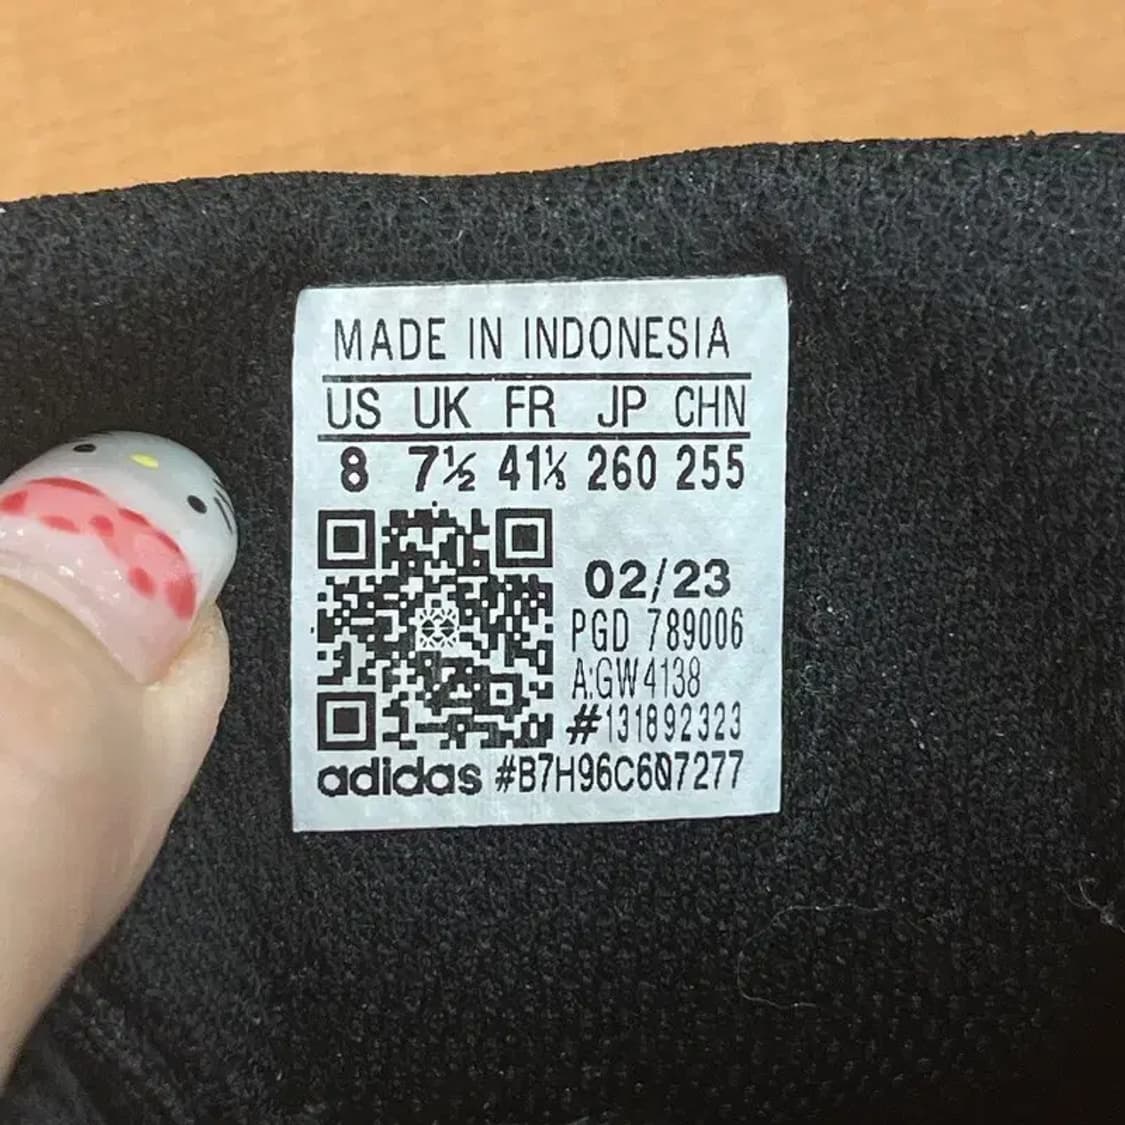 MADE IN INDONESIA
US UK FR JP CHN
8 7½ 41⅓ 260 255
02/23
PGD 789006
A:GW4138
#131892323
adidas #B7H96C607277